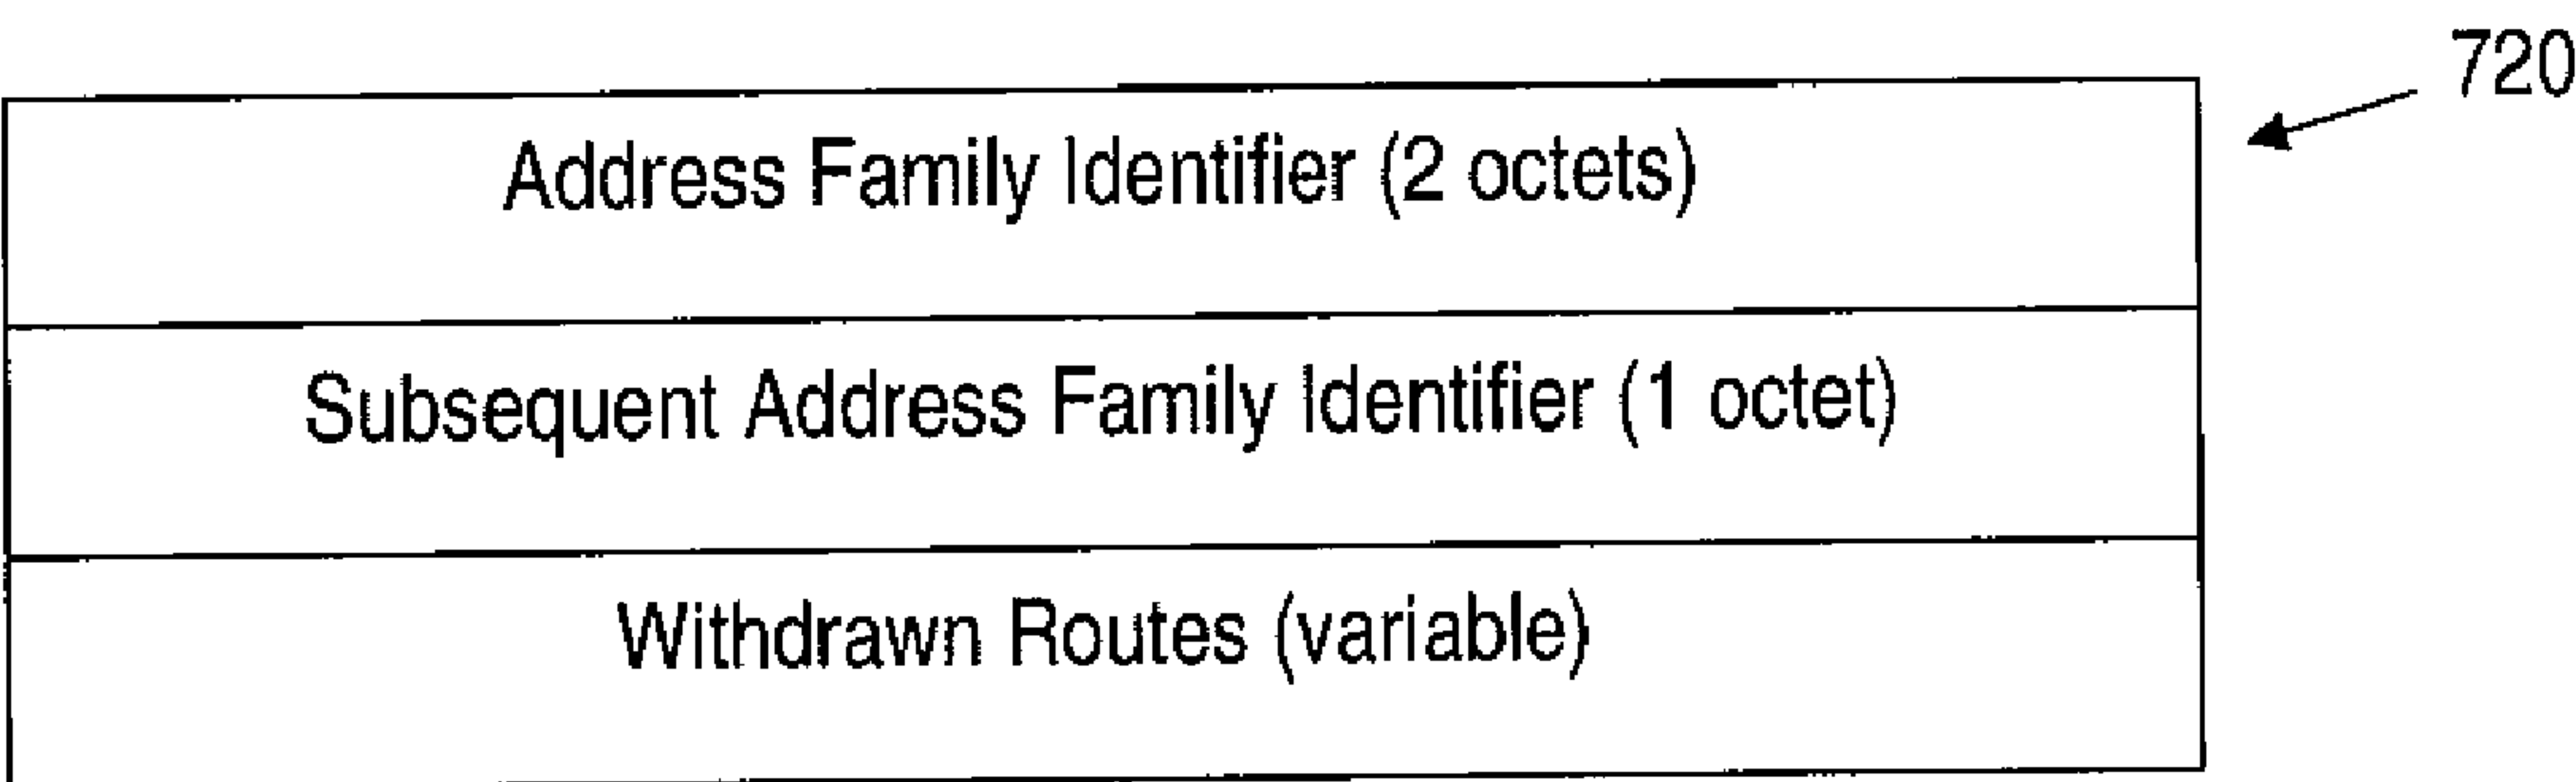 720
Address Family Identifier (2 octets)
Subsequent Address Family Identifier (1 octet)
Withdrawn Routes (variable)